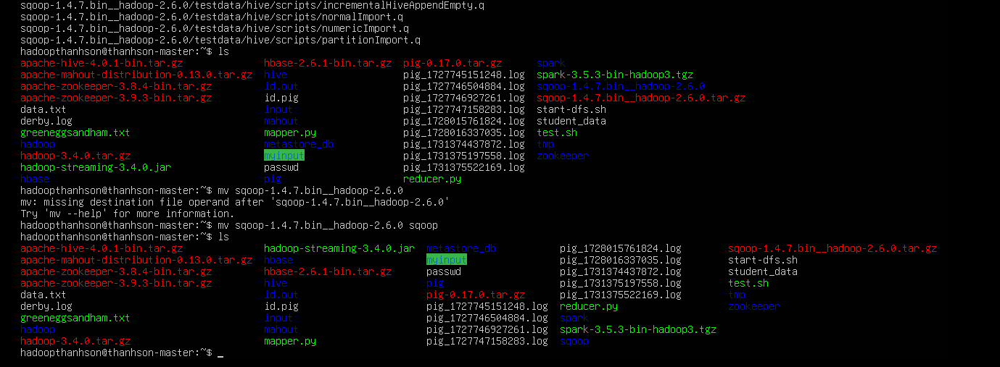 sqoop-1.4.7.bin__hadoop-2.6.0/testdata/hive/scripts/incrementalHiveAppendEmpty.q
sqoop-1.4.7.bin__hadoop-2.6.0/testdata/hive/scripts/normalImport.q
sqoop-1.4.7.bin__hadoop-2.6.0/testdata/hive/scripts/numericImport.q
sqoop-1.4.7.bin__hadoop-2.6.0/testdata/hive/scripts/partitionImport.q
hadoopthanhson@thanhson-master:~$ ls
apache-hive-4.0.1-bin.tar.gz hbase-2.6.1-bin.tar.gz pig-0.17.0.tar.gz spark
apache-mahout-distribution-0.13.0.tar.gz hive pig_1727745151248.log spark-3.5.3-bin-hadoop3.tgz
apache-zookeeper-3.8.4-bin.tar.gz id.out pig_1727746504884.log sqoop-1.4.7.bin__hadoop-2.6.0
apache-zookeeper-3.9.3-bin.tar.gz id.pig pig_1727746927261.log sqoop-1.4.7.bin__hadoop-2.6.0.tar.gz
data.txt input pig_1727747158283.log start-dfs.sh
derby.log mahout pig_1728015761824.log student_data
greeneggsandham.txt mapper.py pig_1728016337035.log test.sh
hadoop metastore_db pig_1731374437872.log tmp
hadoop-3.4.0.tar.gz myinput pig_1731375197558.log zookeeper
hadoop-streaming-3.4.0.jar passwd pig_1731375522169.log
hbase pig reducer.py
hadoopthanhson@thanhson-master:~$ mv sqoop-1.4.7.bin__hadoop-2.6.0
mv: missing destination file operand after 'sqoop-1.4.7.bin__hadoop-2.6.0'
Try 'mv --help' for more information.
hadoopthanhson@thanhson-master:~$ mv sqoop-1.4.7.bin__hadoop-2.6.0 sqoop
hadoopthanhson@thanhson-master:~$ ls
apache-hive-4.0.1-bin.tar.gz hadoop-streaming-3.4.0.jar metastore_db pig_1728015761824.log sqoop-1.4.7.bin__hadoop-2.6.0.tar.gz
apache-mahout-distribution-0.13.0.tar.gz hbase myinput pig_1728016337035.log start-dfs.sh
apache-zookeeper-3.8.4-bin.tar.gz hbase-2.6.1-bin.tar.gz passwd pig_1731374437872.log student_data
apache-zookeeper-3.9.3-bin.tar.gz hive pig pig_1731375197558.log test.sh
data.txt id.out pig-0.17.0.tar.gz pig_1731375522169.log tmp
derby.log id.pig pig_1727745151248.log reducer.py zookeeper
greeneggsandham.txt input pig_1727746504884.log spark
hadoop mahout pig_1727746927261.log spark-3.5.3-bin-hadoop3.tgz
hadoop-3.4.0.tar.gz mapper.py pig_1727747158283.log sqoop
hadoopthanhson@thanhson-master:~$ _